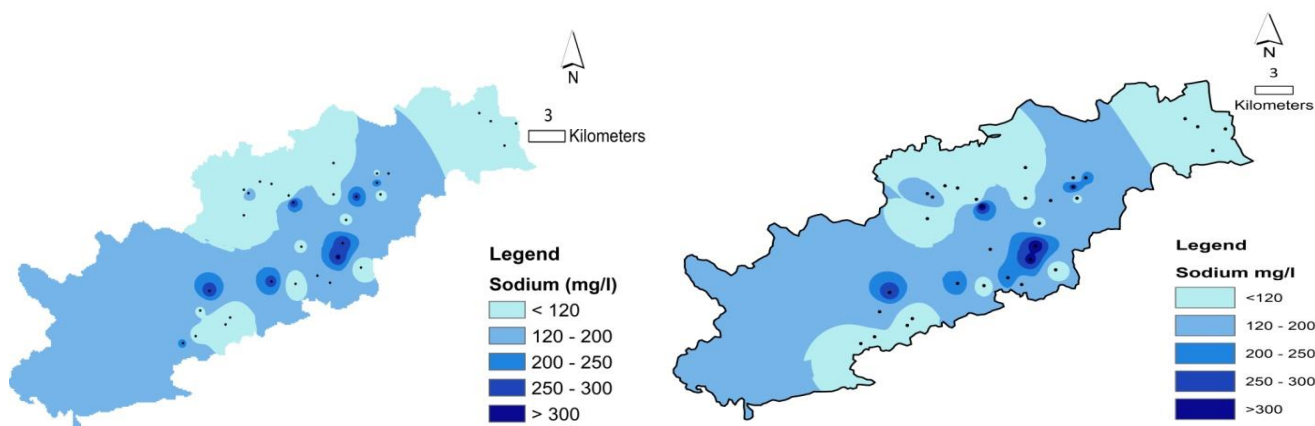 N
3
Kilometers
Legend
Sodium (mg/l)
< 120
120 - 200
200 - 250
250 - 300
> 300
N
3
Kilometers
Legend
Sodium mg/l
<120
120 - 200
200 - 250
250 - 300
>300